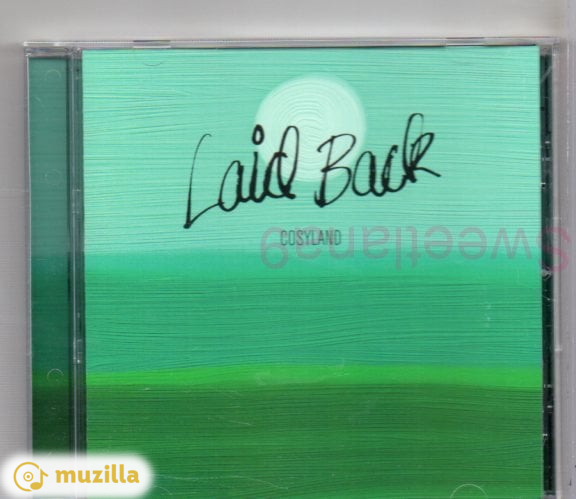 Laid Back
COSYLAND
Sweetlana9
muzilla